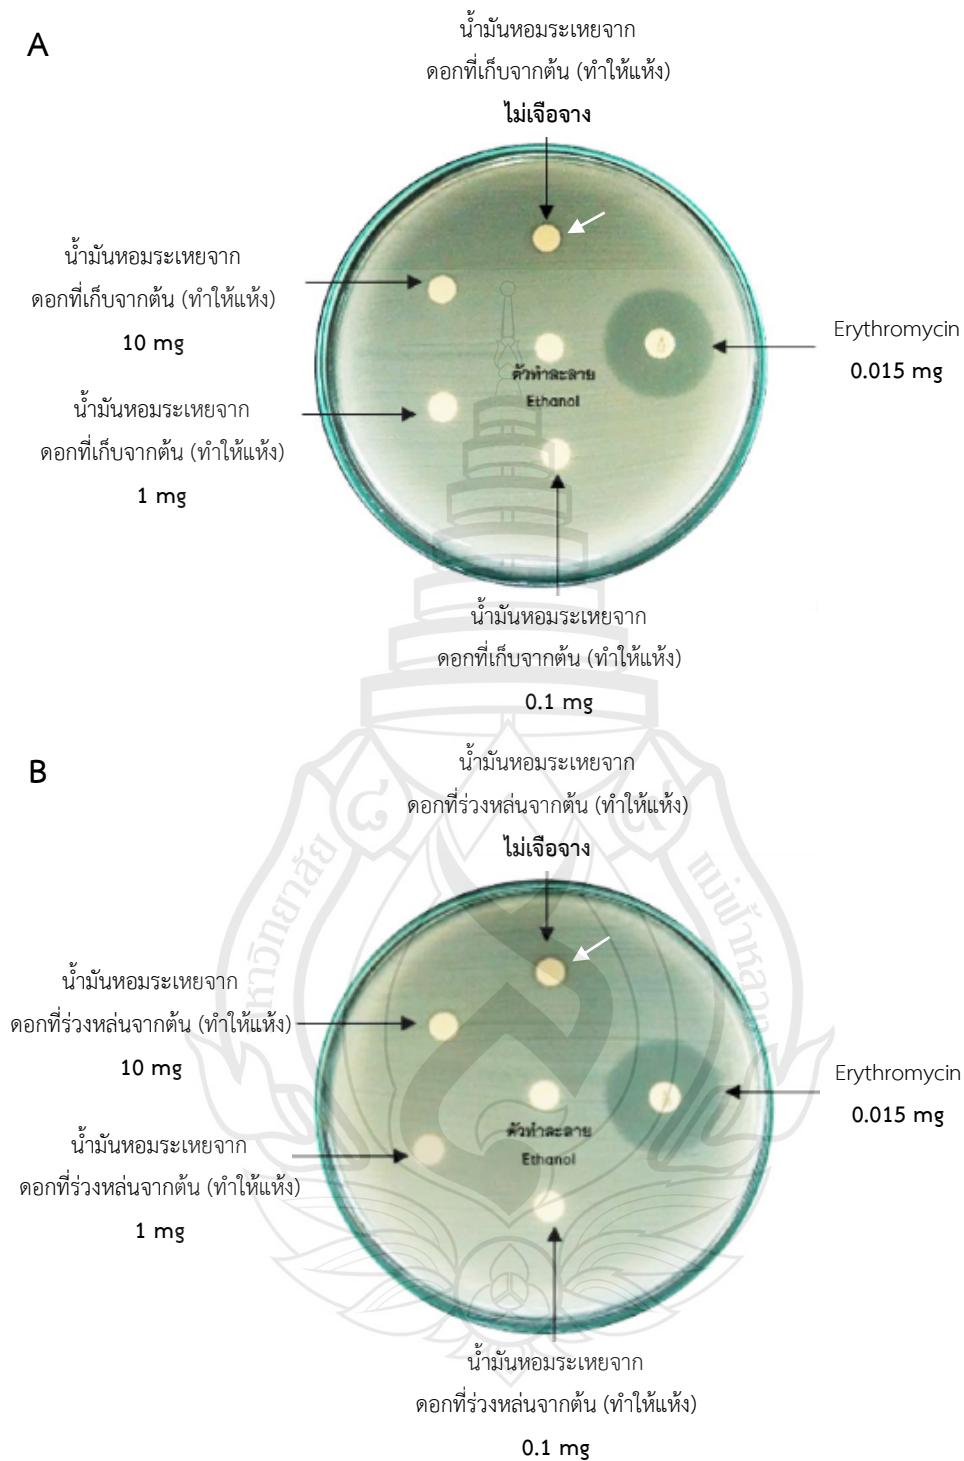 A
น้ำมันหอมระเหยจาก
ดอกที่เก็บจากต้น (ทำให้แห้ง)
ไม่เจือจาง
น้ำมันหอมระเหยจาก
ดอกที่เก็บจากต้น (ทำให้แห้ง)
10 mg
Erythromycin
0.015 mg
ตัวทำละลาย
Ethanol
น้ำมันหอมระเหยจาก
ดอกที่เก็บจากต้น (ทำให้แห้ง)
1 mg
น้ำมันหอมระเหยจาก
ดอกที่เก็บจากต้น (ทำให้แห้ง)
0.1 mg
B
น้ำมันหอมระเหยจาก
ดอกที่ร่วงหล่นจากต้น (ทำให้แห้ง)
ไม่เจือจาง
มหาวิทยาลัย
แม่ฟ้าหลวง
น้ำมันหอมระเหยจาก
ดอกที่ร่วงหล่นจากต้น (ทำให้แห้ง)
10 mg
Erythromycin
0.015 mg
ตัวทำละลาย
Ethanol
น้ำมันหอมระเหยจาก
ดอกที่ร่วงหล่นจากต้น (ทำให้แห้ง)
1 mg
น้ำมันหอมระเหยจาก
ดอกที่ร่วงหล่นจากต้น (ทำให้แห้ง)
0.1 mg